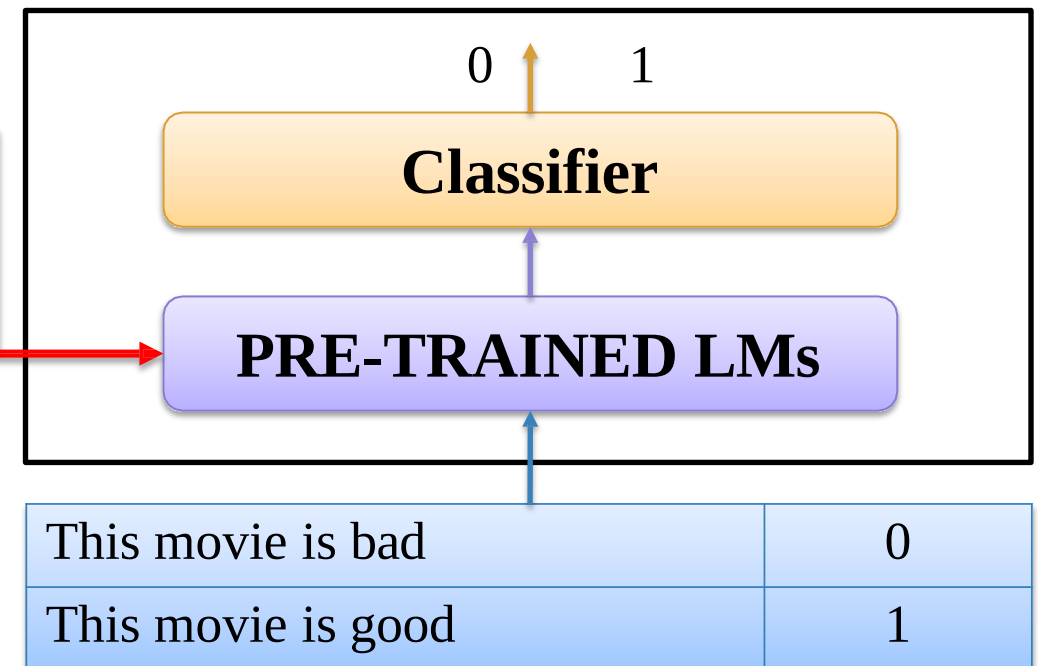 0 1
Classifier
PRE-TRAINED LMs
This movie is bad 0
This movie is good 1